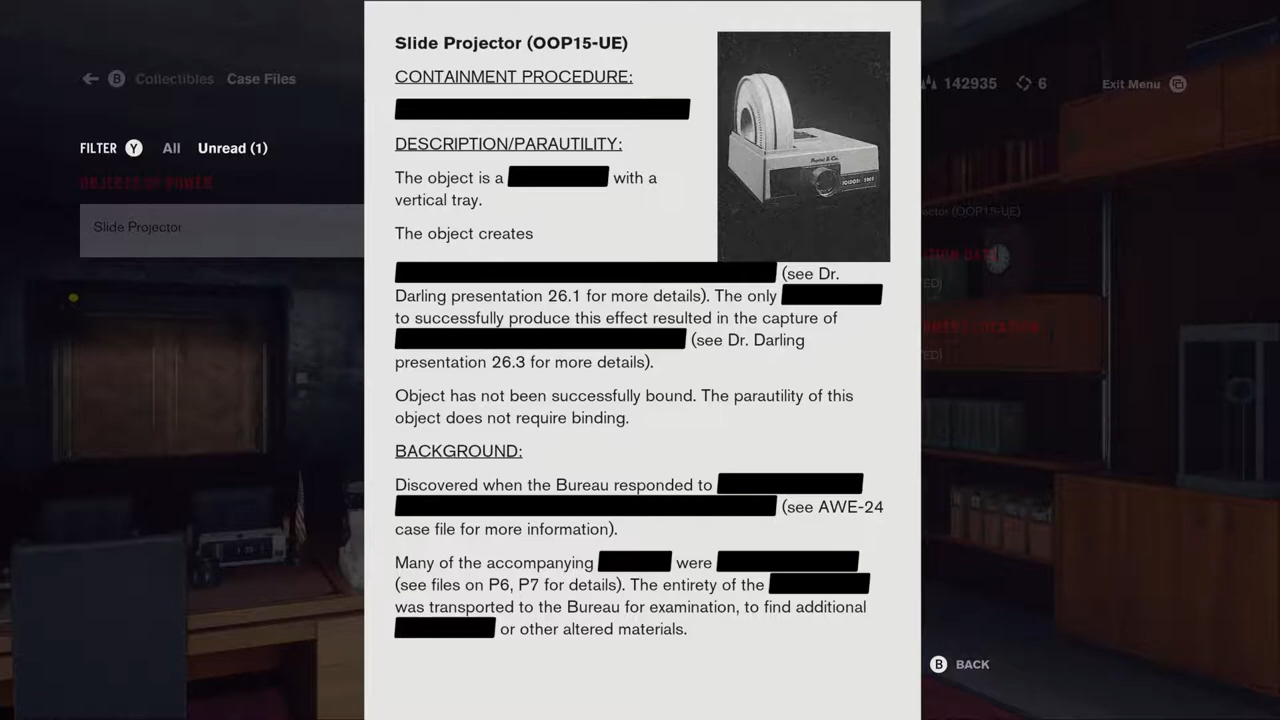 Slide Projector (OOP15-UE)
CONTAINMENT PROCEDURE:
DESCRIPTION/PARAUTILITY:
The object is a with a
vertical tray.
The object creates
(see Dr.
Darling presentation 26.1 for more details). The only
to successfully produce this effect resulted in the capture of
(see Dr. Darling
presentation 26.3 for more details).
Object has not been successfully bound. The parautility of this
object does not require binding.
BACKGROUND:
Discovered when the Bureau responded to
(see AWE-24
case file for more information).
Many of the accompanying were
(see files on P6, P7 for details). The entirety of the
was transported to the Bureau for examination, to find additional
or other altered materials.
B Collectibles Case Files
142935 6 Exit Menu
FILTER Y All Unread (1)
OBJECTS OF POWER
Slide Projector
(OOP15-UE)
B BACK